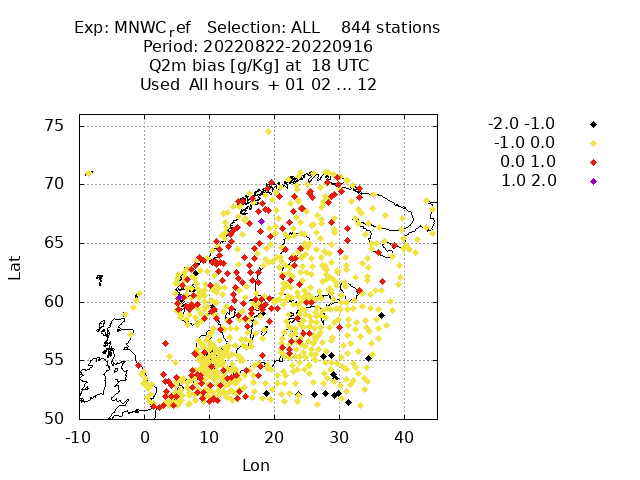 Exp: MNWCref   Selection: ALL    844 stations
Period: 20220822-20220916
Q2m bias [g/Kg] at  18 UTC
Used  All hours  + 01 02 ... 12
-2.0 -1.0
-1.0 0.0
0.0 1.0
1.0 2.0
75
70
65
60
55
50
Lat
-10 0 10 20 30 40
Lon